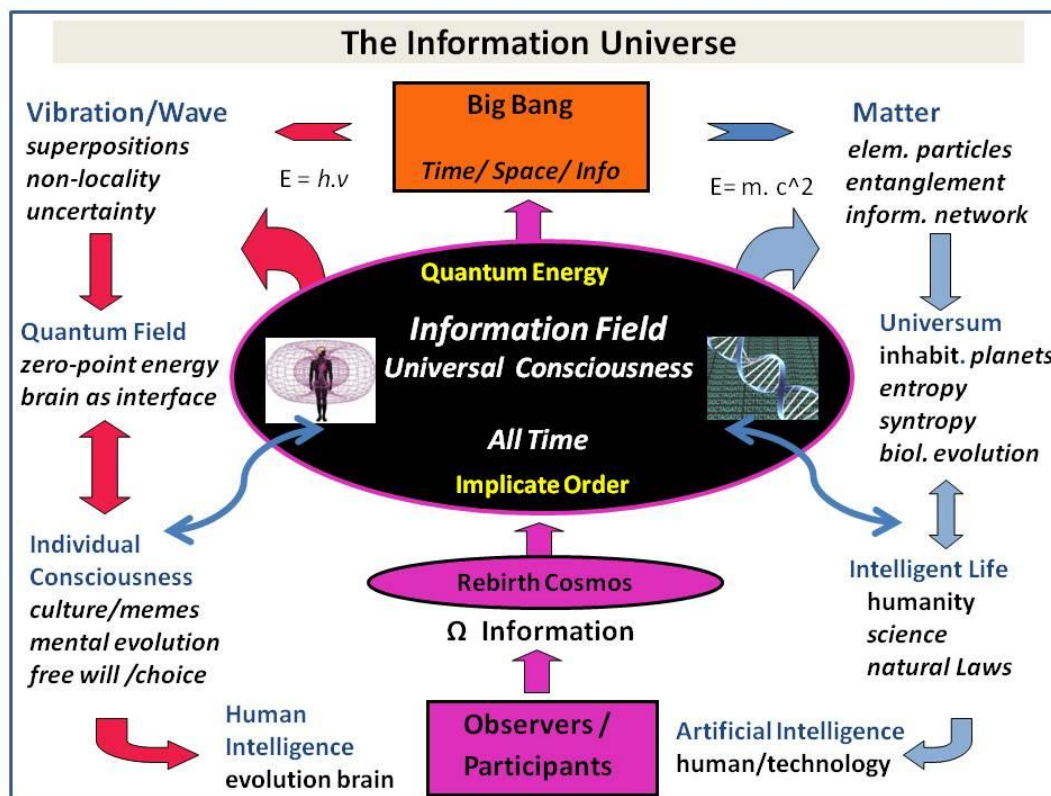 The Information Universe
Vibration/Wave
superpositions
non-locality
uncertainty
E = h.v
Big Bang
Time/ Space/ Info
E= m. c^2
Matter
elem. particles
entanglement
inform. network
Quantum Energy
Information Field
Universal Consciousness
All Time
Implicate Order
Quantum Field
zero-point energy
brain as interface
Universum
inhabit. planets
entropy
syntropy
biol. evolution
Individual
Consciousness
culture/memes
mental evolution
free will /choice
Rebirth Cosmos
Ω Information
Intelligent Life
humanity
science
natural Laws
Human
Intelligence
evolution brain
Observers /
Participants
Artificial Intelligence
human/technology